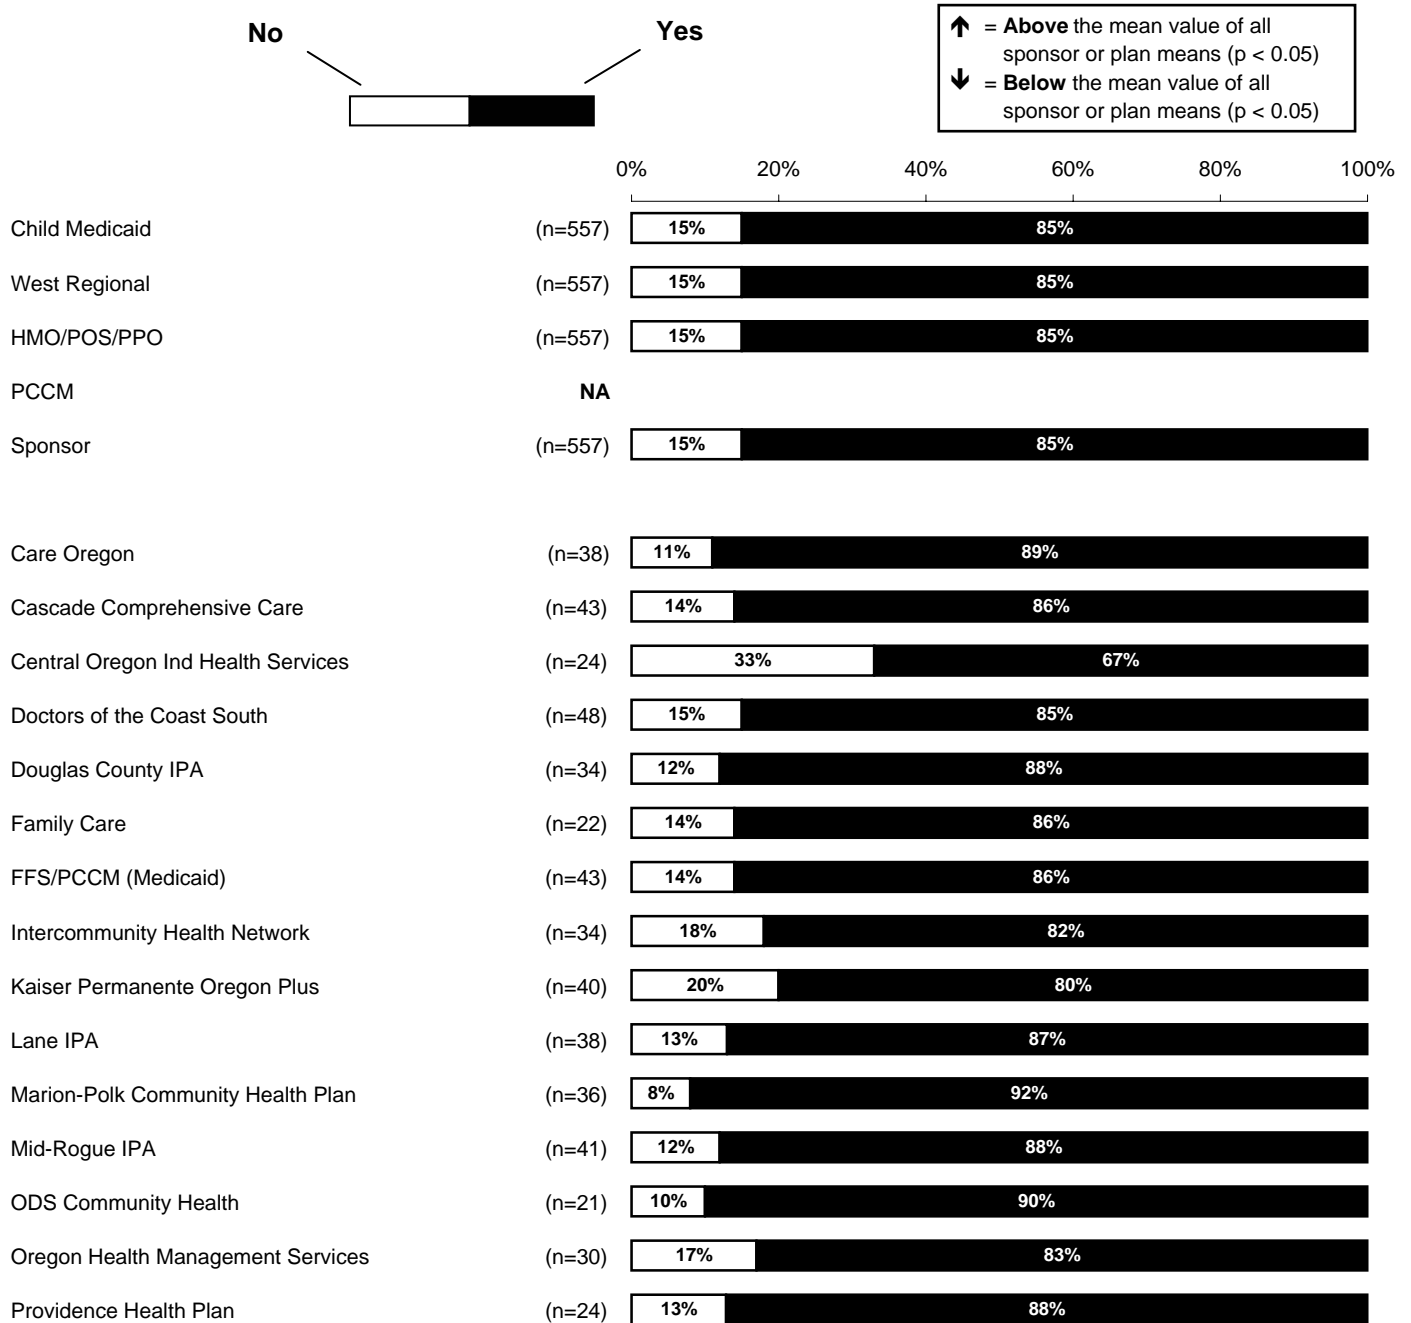 No Yes
↑ = Above the mean value of all
sponsor or plan means (p < 0.05)
↓ = Below the mean value of all
sponsor or plan means (p < 0.05)
0% 20% 40% 60% 80% 100%
Child Medicaid (n=557) 15% 85%
West Regional (n=557) 15% 85%
HMO/POS/PPO (n=557) 15% 85%
PCCM NA
Sponsor (n=557) 15% 85%
Care Oregon (n=38) 11% 89%
Cascade Comprehensive Care (n=43) 14% 86%
Central Oregon Ind Health Services (n=24) 33% 67%
Doctors of the Coast South (n=48) 15% 85%
Douglas County IPA (n=34) 12% 88%
Family Care (n=22) 14% 86%
FFS/PCCM (Medicaid) (n=43) 14% 86%
Intercommunity Health Network (n=34) 18% 82%
Kaiser Permanente Oregon Plus (n=40) 20% 80%
Lane IPA (n=38) 13% 87%
Marion-Polk Community Health Plan (n=36) 8% 92%
Mid-Rogue IPA (n=41) 12% 88%
ODS Community Health (n=21) 10% 90%
Oregon Health Management Services (n=30) 17% 83%
Providence Health Plan (n=24) 13% 88%